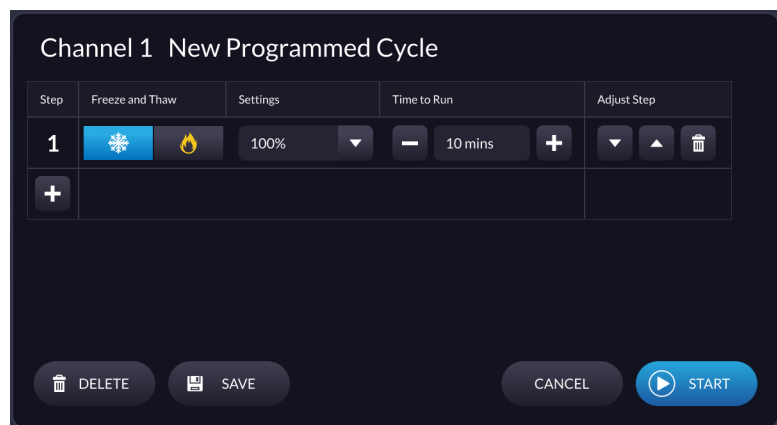 Channel 1 New Programmed Cycle
Step Freeze and Thaw Settings Time to Run Adjust Step
1 100% 10 mins
DELETE SAVE CANCEL START